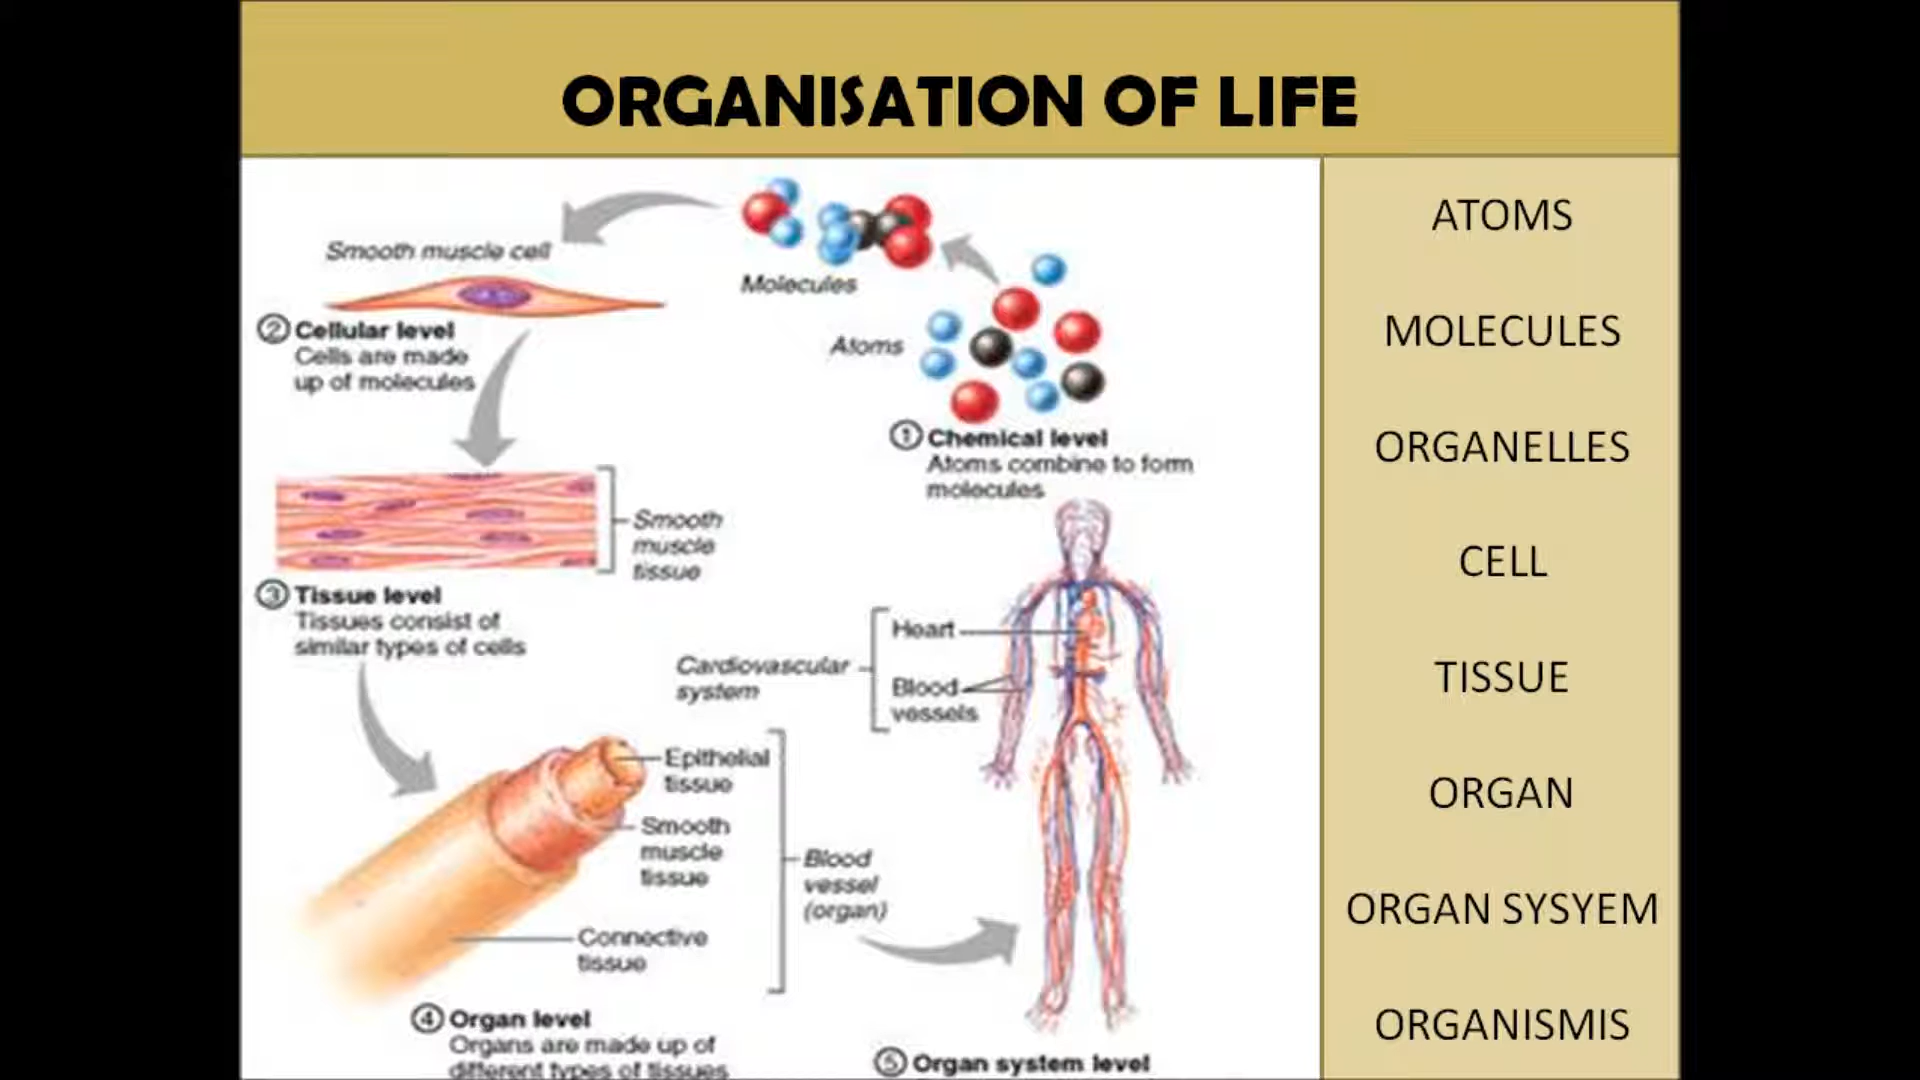 ORGANISATION OF LIFE
Smooth muscle cell
Molecules
Atoms
② Cellular level
Cells are made
up of molecules
① Chemical level
Atoms combine to form
molecules
Smooth
muscle
tissue
③ Tissue level
Tissues consist of
similar types of cells
Cardiovascular
system
Heart
Blood
vessels
Epithelial
tissue
Smooth
muscle
tissue
Connective
tissue
Blood
vessel
(organ)
④ Organ level
Organs are made up of
different types of tissues
⑤ Organ system level
ATOMS
MOLECULES
ORGANELLES
CELL
TISSUE
ORGAN
ORGAN SYSYEM
ORGANISMIS